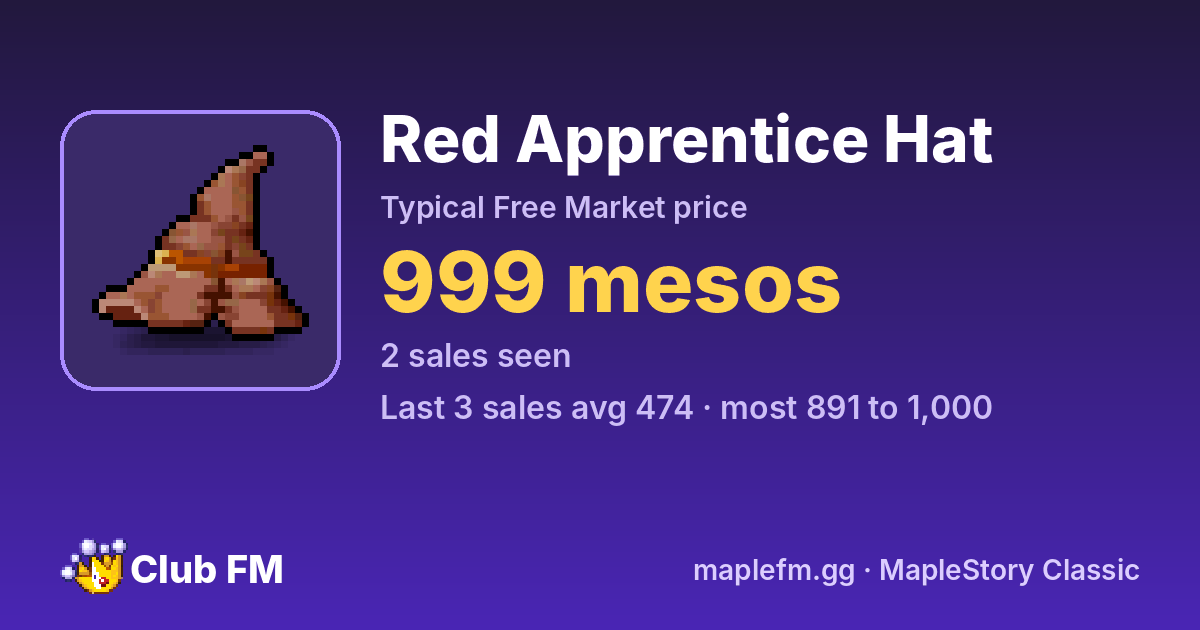 Red Apprentice Hat
Typical Free Market price
999 mesos
2 sales seen
Last 3 sales avg 474 · most 891 to 1,000
Club FM
maplefm.gg · MapleStory Classic